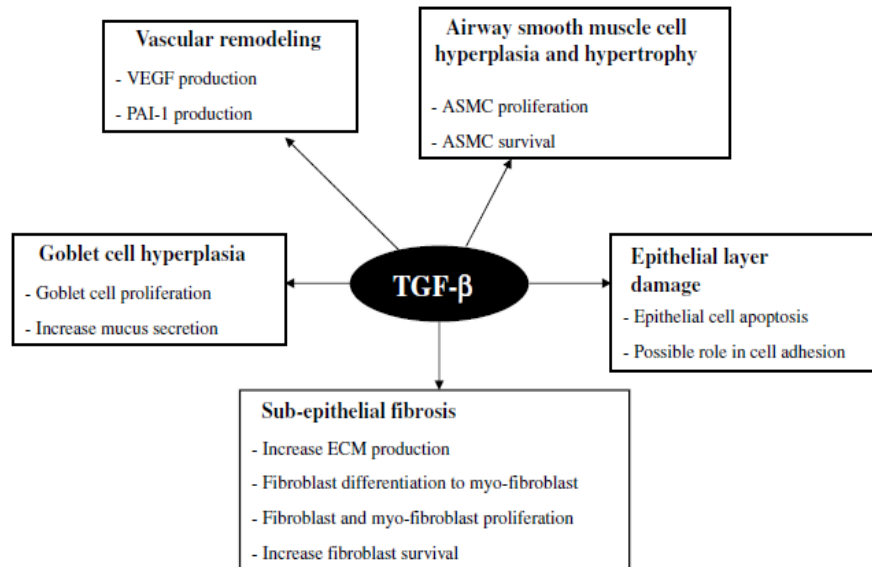 Vascular remodeling
- VEGF production
- PAI-1 production
Airway smooth muscle cell
hyperplasia and hypertrophy
- ASMC proliferation
- ASMC survival
Goblet cell hyperplasia
- Goblet cell proliferation
- Increase mucus secretion
TGF-β
Epithelial layer
damage
- Epithelial cell apoptosis
- Possible role in cell adhesion
Sub-epithelial fibrosis
- Increase ECM production
- Fibroblast differentiation to myo-fibroblast
- Fibroblast and myo-fibroblast proliferation
- Increase fibroblast survival